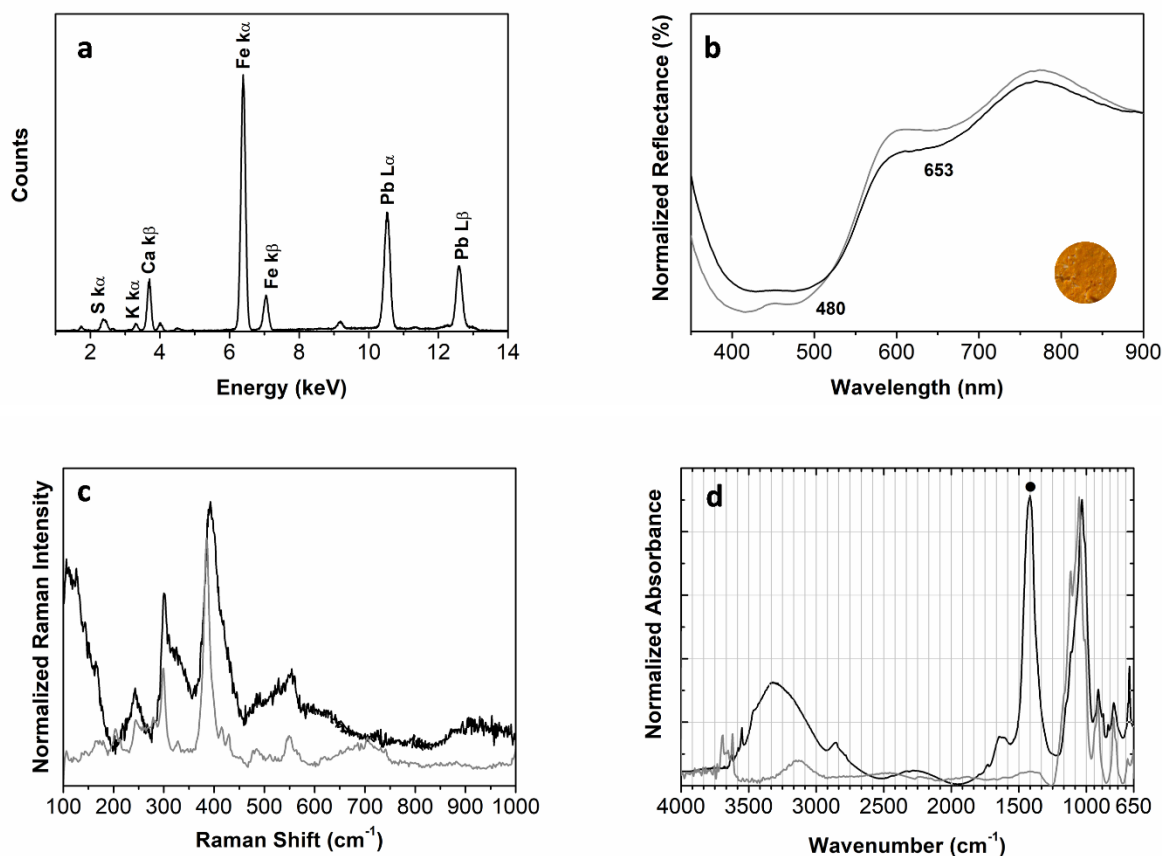 a
Counts
S kα
K kα
Ca kβ
Fe kα
Fe kβ
Pb Lα
Pb Lβ
2 4 6 8 10 12 14
Energy (keV)
b
Normalized Reflectance (%)
480
653
400 500 600 700 800 900
Wavelength (nm)
c
Normalized Raman Intensity
100 200 300 400 500 600 700 800 900 1000
Raman Shift (cm-1)
d
Normalized Absorbance
4000 3500 3000 2500 2000 1500 1000 650
Wavenumber (cm-1)